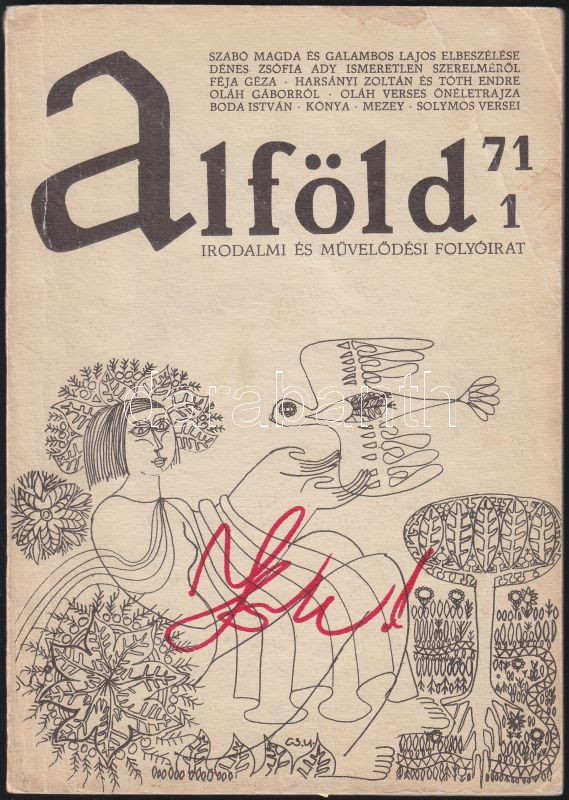 SZABÓ MAGDA ÉS GALAMBOS LAJOS ELBESZÉLÉSE
DÉNES ZSÓFIA ADY ISMERETLEN SZERELMÉRŐL
FÉJA GÉZA · HARSÁNYI ZOLTÁN ÉS TÓTH ENDRE
OLÁH GÁBORRÓL · OLÁH VERSES ÖNÉLETRAJZA
BODA ISTVÁN · KÓNYA · MEZEY · SOLYMOS VERSEI
alföld 71
1
IRODALMI ÉS MŰVELŐDÉSI FOLYÓIRAT
darabanth